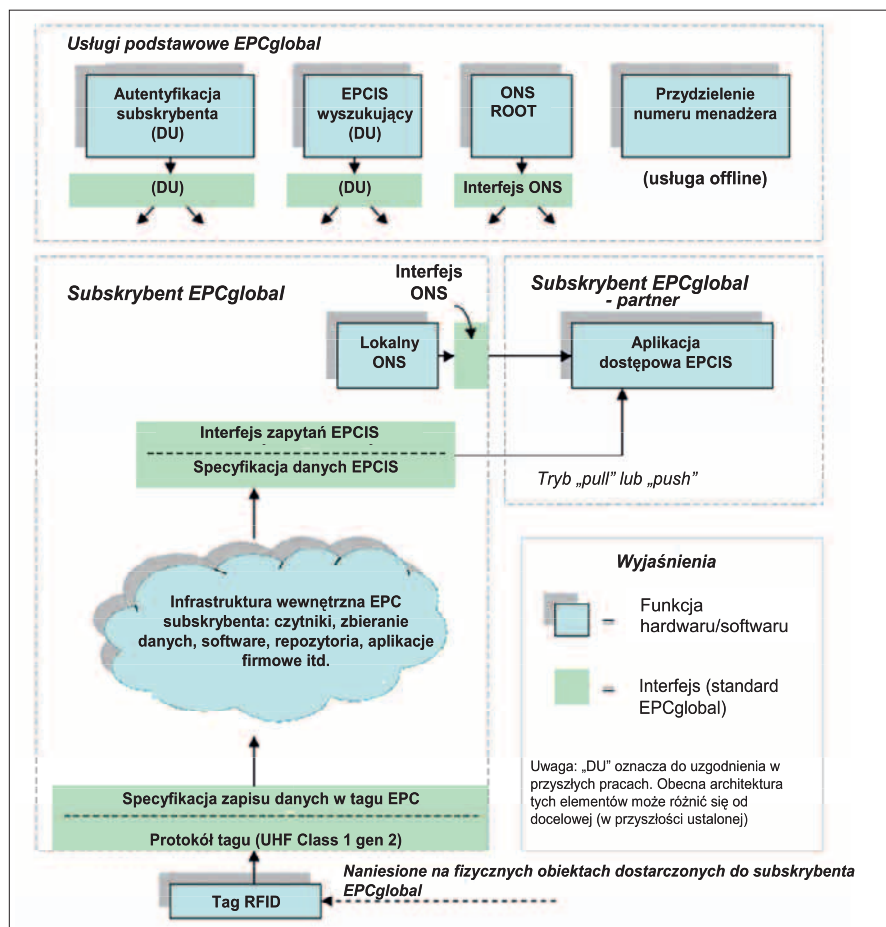 Usługi podstawowe EPCglobal
Autentyfikacja
subskrybenta
(DU)
EPCIS
wyszukujący
(DU)
ONS
ROOT
Przydzielenie
numeru menadżera
(DU)
(DU)
Interfejs ONS
(usługa offline)
Subskrybent EPCglobal
Interfejs
ONS
Lokalny
ONS
Subskrybent EPCglobal
- partner
Aplikacja
dostępowa EPCIS
Interfejs zapytań EPCIS
Specyfikacja danych EPCIS
Tryb „pull” lub „push”
Infrastruktura wewnętrzna EPC
subskrybenta: czytniki, zbieranie
danych, software, repozytoria, aplikacje
firmowe itd.
Wyjaśnienia
– Funkcja
hardwaru/softwaru
– Interfejs (standard
EPCglobal)
Uwaga: „DU” oznacza do uzgodnienia w
przyszłych pracach. Obecna architektura
tych elementów może różnić się od
docelowej (w przyszłości ustalonej)
Specyfikacja zapisu danych w tagu EPC
Protokół tagu (UHF Class 1 gen 2)
Naniesione na fizycznych obiektach dostarczonych do subskrybenta
EPCglobal
Tag RFID